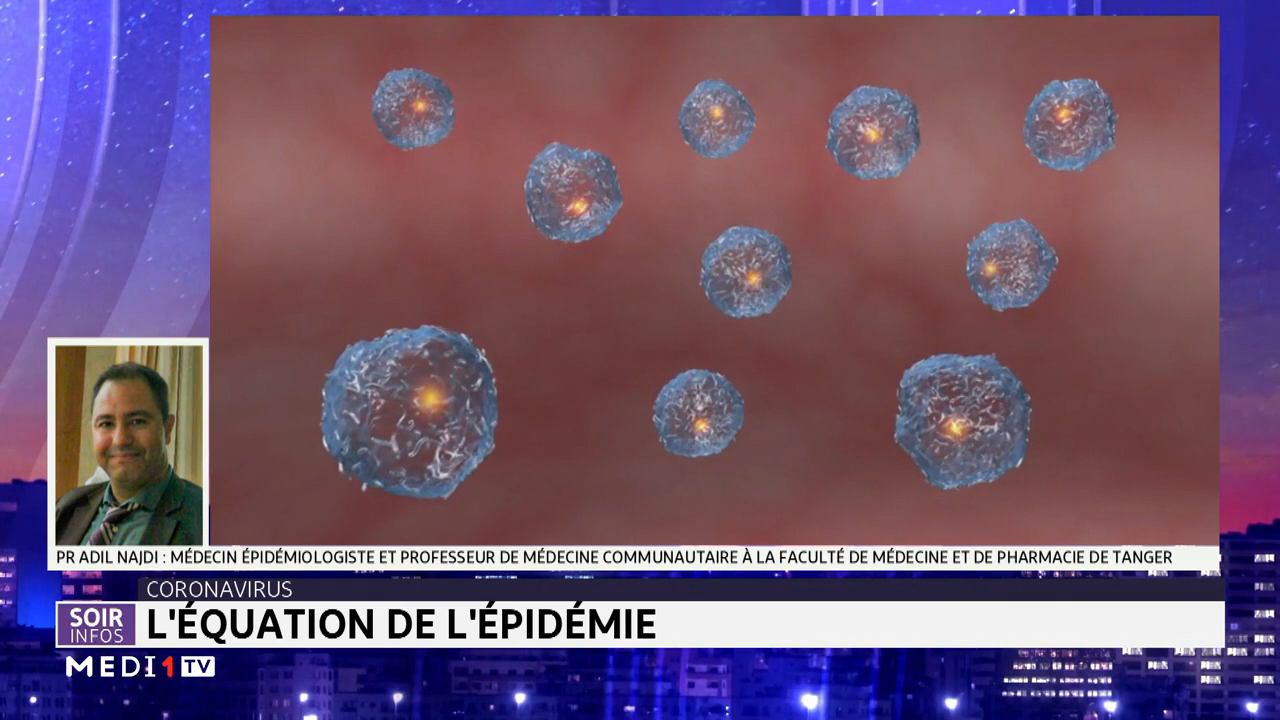 PR ADIL NAJDI : MÉDECIN ÉPIDÉMIOLOGISTE ET PROFESSEUR DE MÉDECINE COMMUNAUTAIRE À LA FACULTÉ DE MÉDECINE ET DE PHARMACIE DE TANGER
CORONAVIRUS
SOIR
INFOS
L'ÉQUATION DE L'ÉPIDÉMIE
MEDI1TV